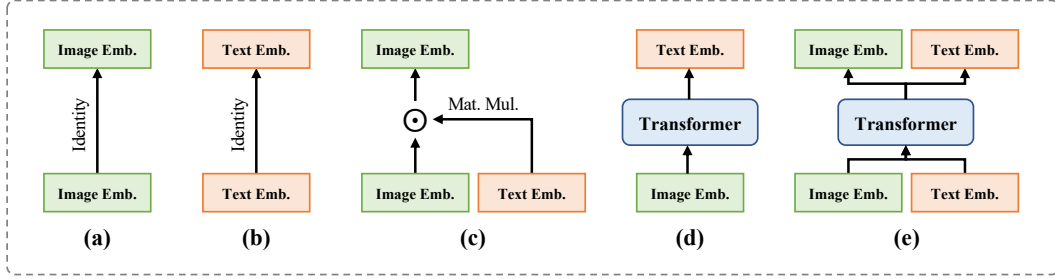 Image Emb.
Text Emb.
Image Emb.
Text Emb.
Image Emb.
Text Emb.
Identity
Identity
Mat. Mul.
Transformer
Transformer
Image Emb.
Text Emb.
Image Emb.
Text Emb.
Image Emb.
Image Emb.
Text Emb.
(a)
(b)
(c)
(d)
(e)